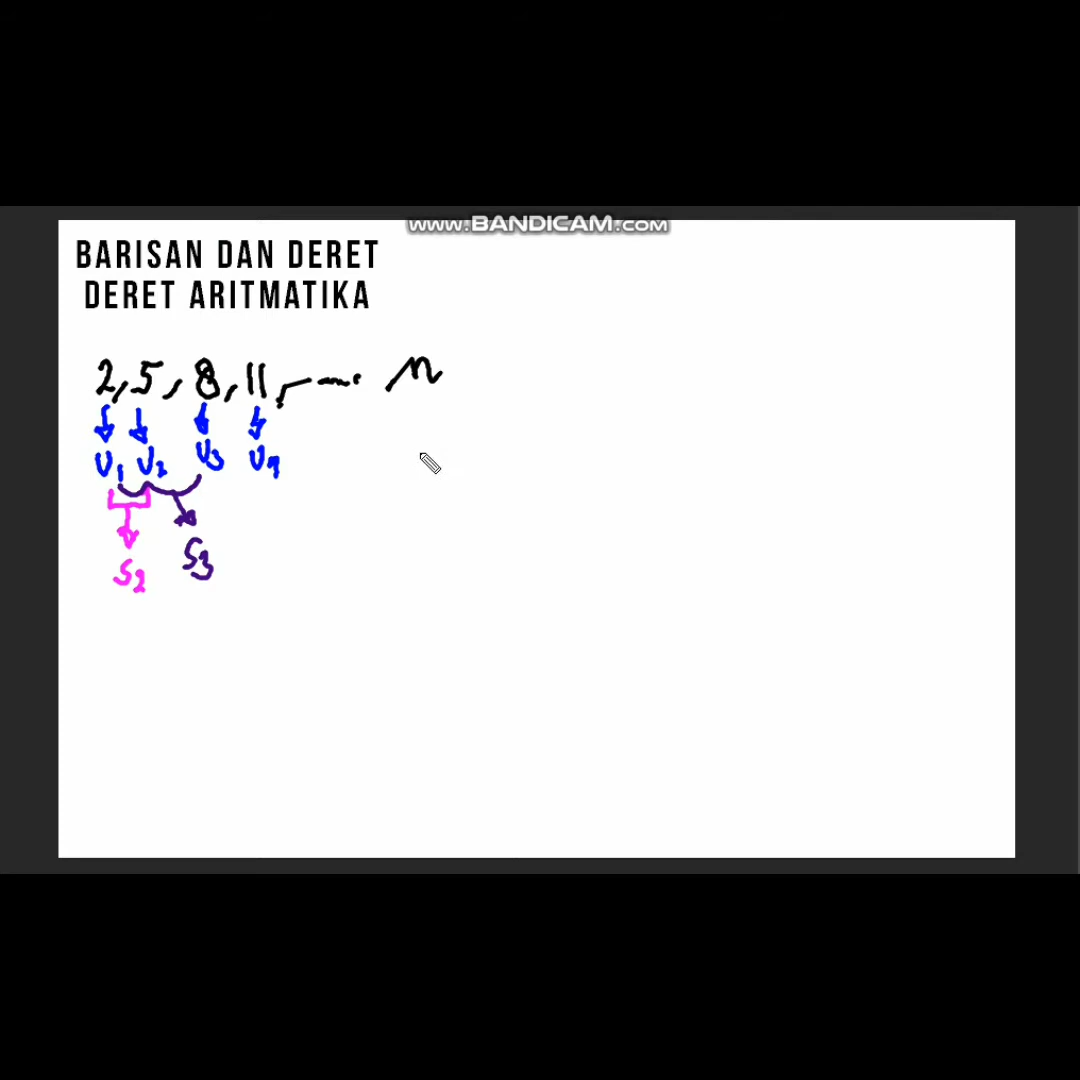 www.BANDICAM.com
BARISAN DAN DERET
DERET ARITMATIKA
2, 5, 8, 11, --- n
U1 U2 U3 U4
S2 S3